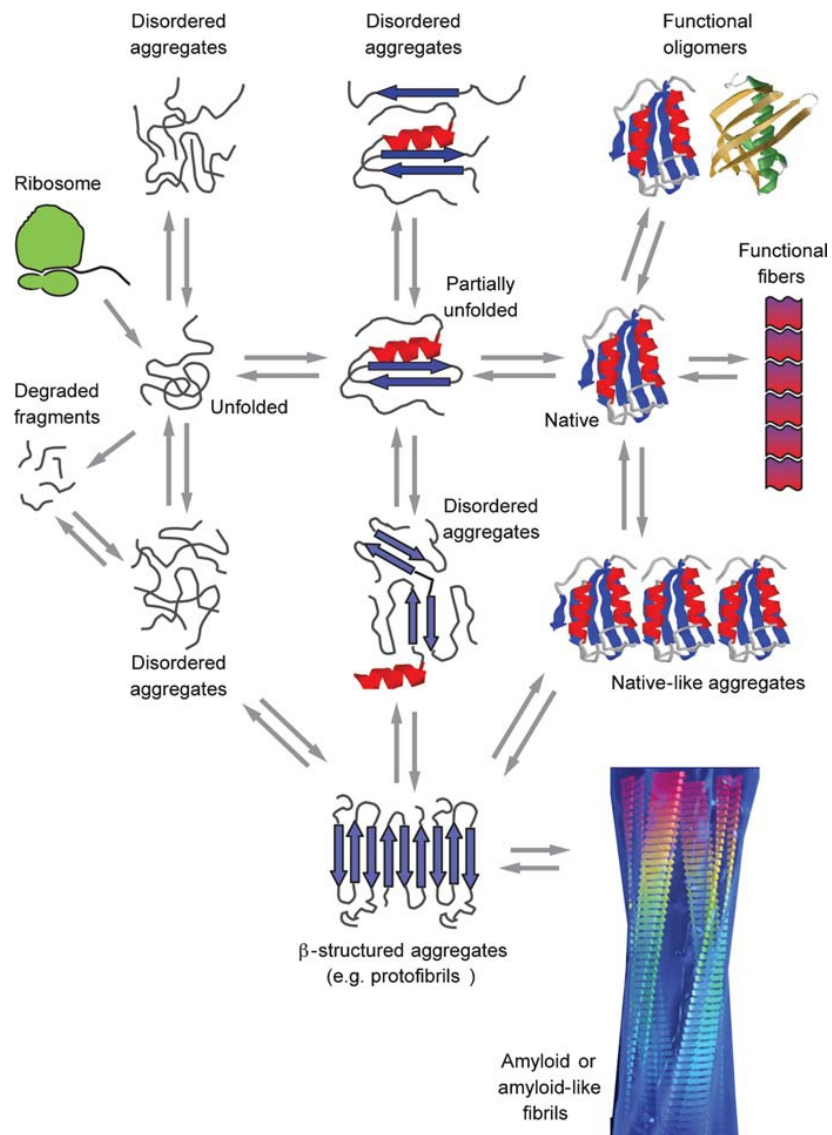 Disordered
aggregates
Disordered
aggregates
Functional
oligomers
Ribosome
Functional
fibers
Partially
unfolded
Degraded
fragments
Unfolded
Native
Disordered
aggregates
Disordered
aggregates
Native-like aggregates
β-structured aggregates
(e.g. protofibrils )
Amyloid or
amyloid-like
fibrils